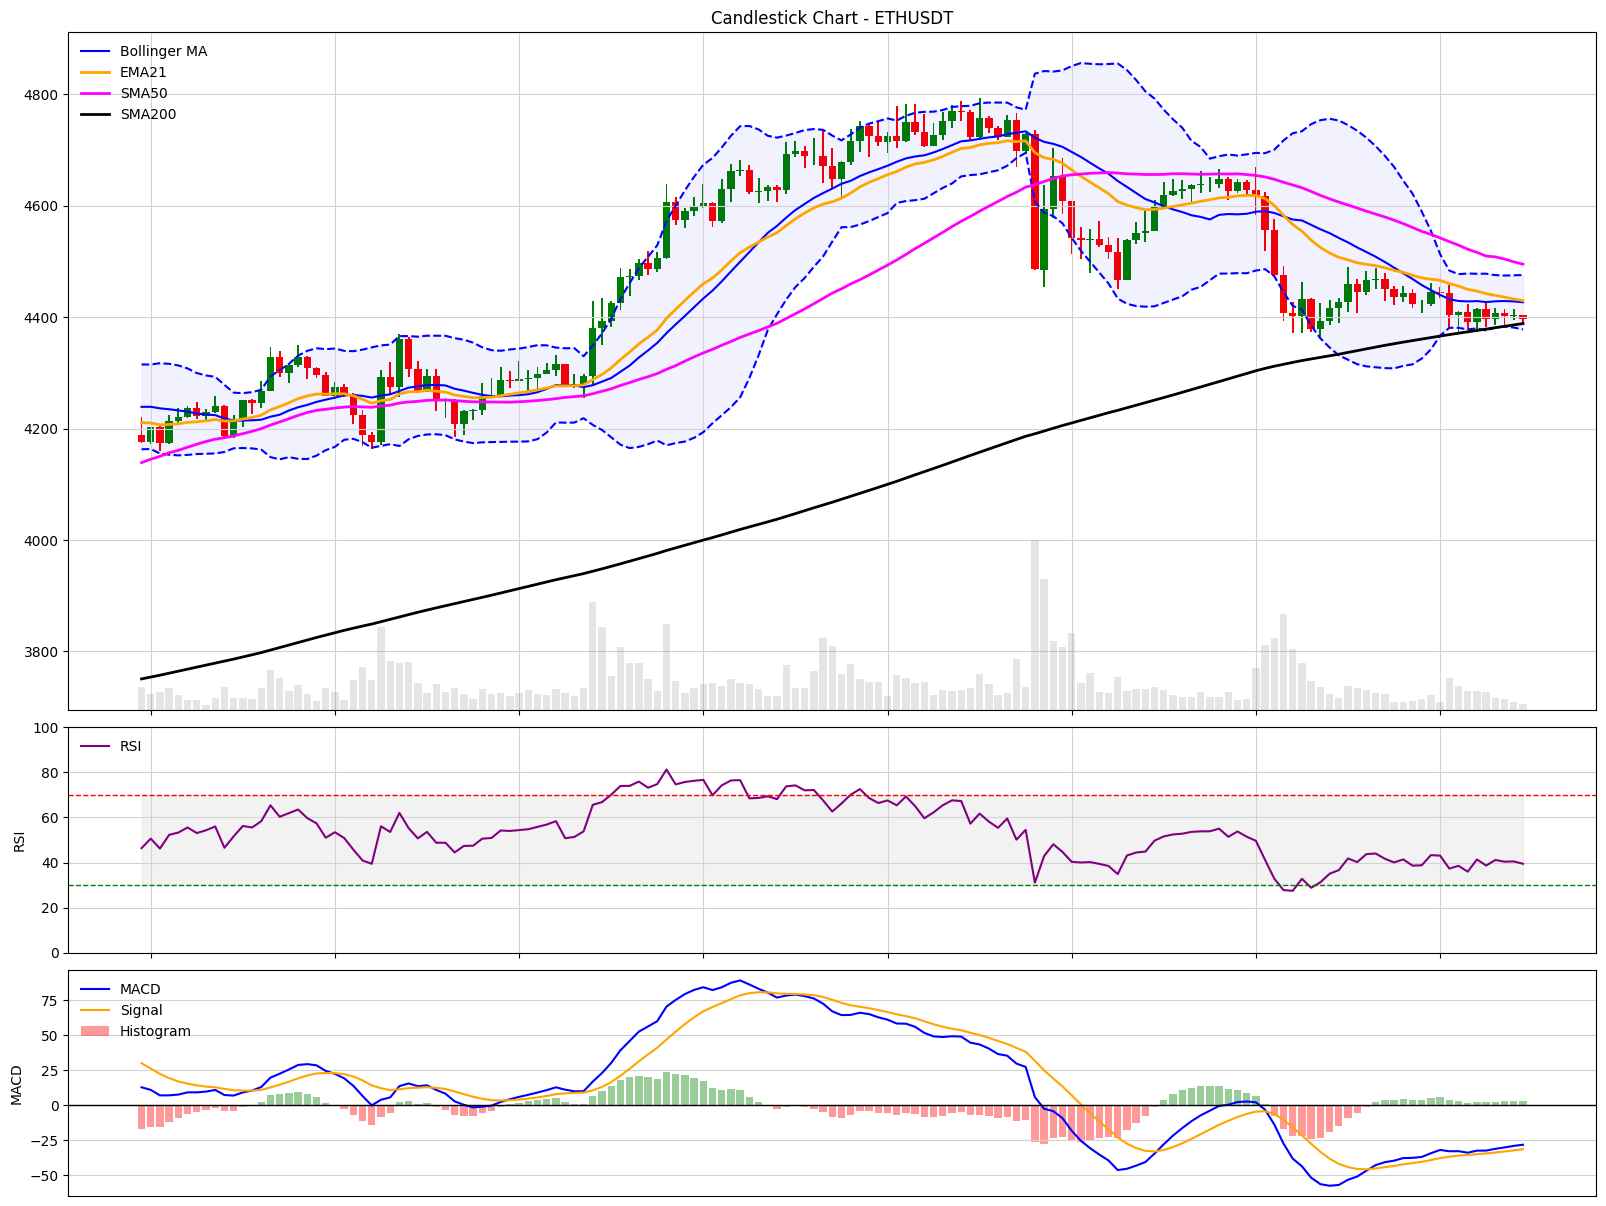 Candlestick Chart - ETHUSDT
Bollinger MA
EMA21
SMA50
SMA200
4800
4600
4400
4200
4000
3800
RSI
100
80
60
40
20
0
RSI
MACD
Signal
Histogram
75
50
25
0
−25
−50
MACD